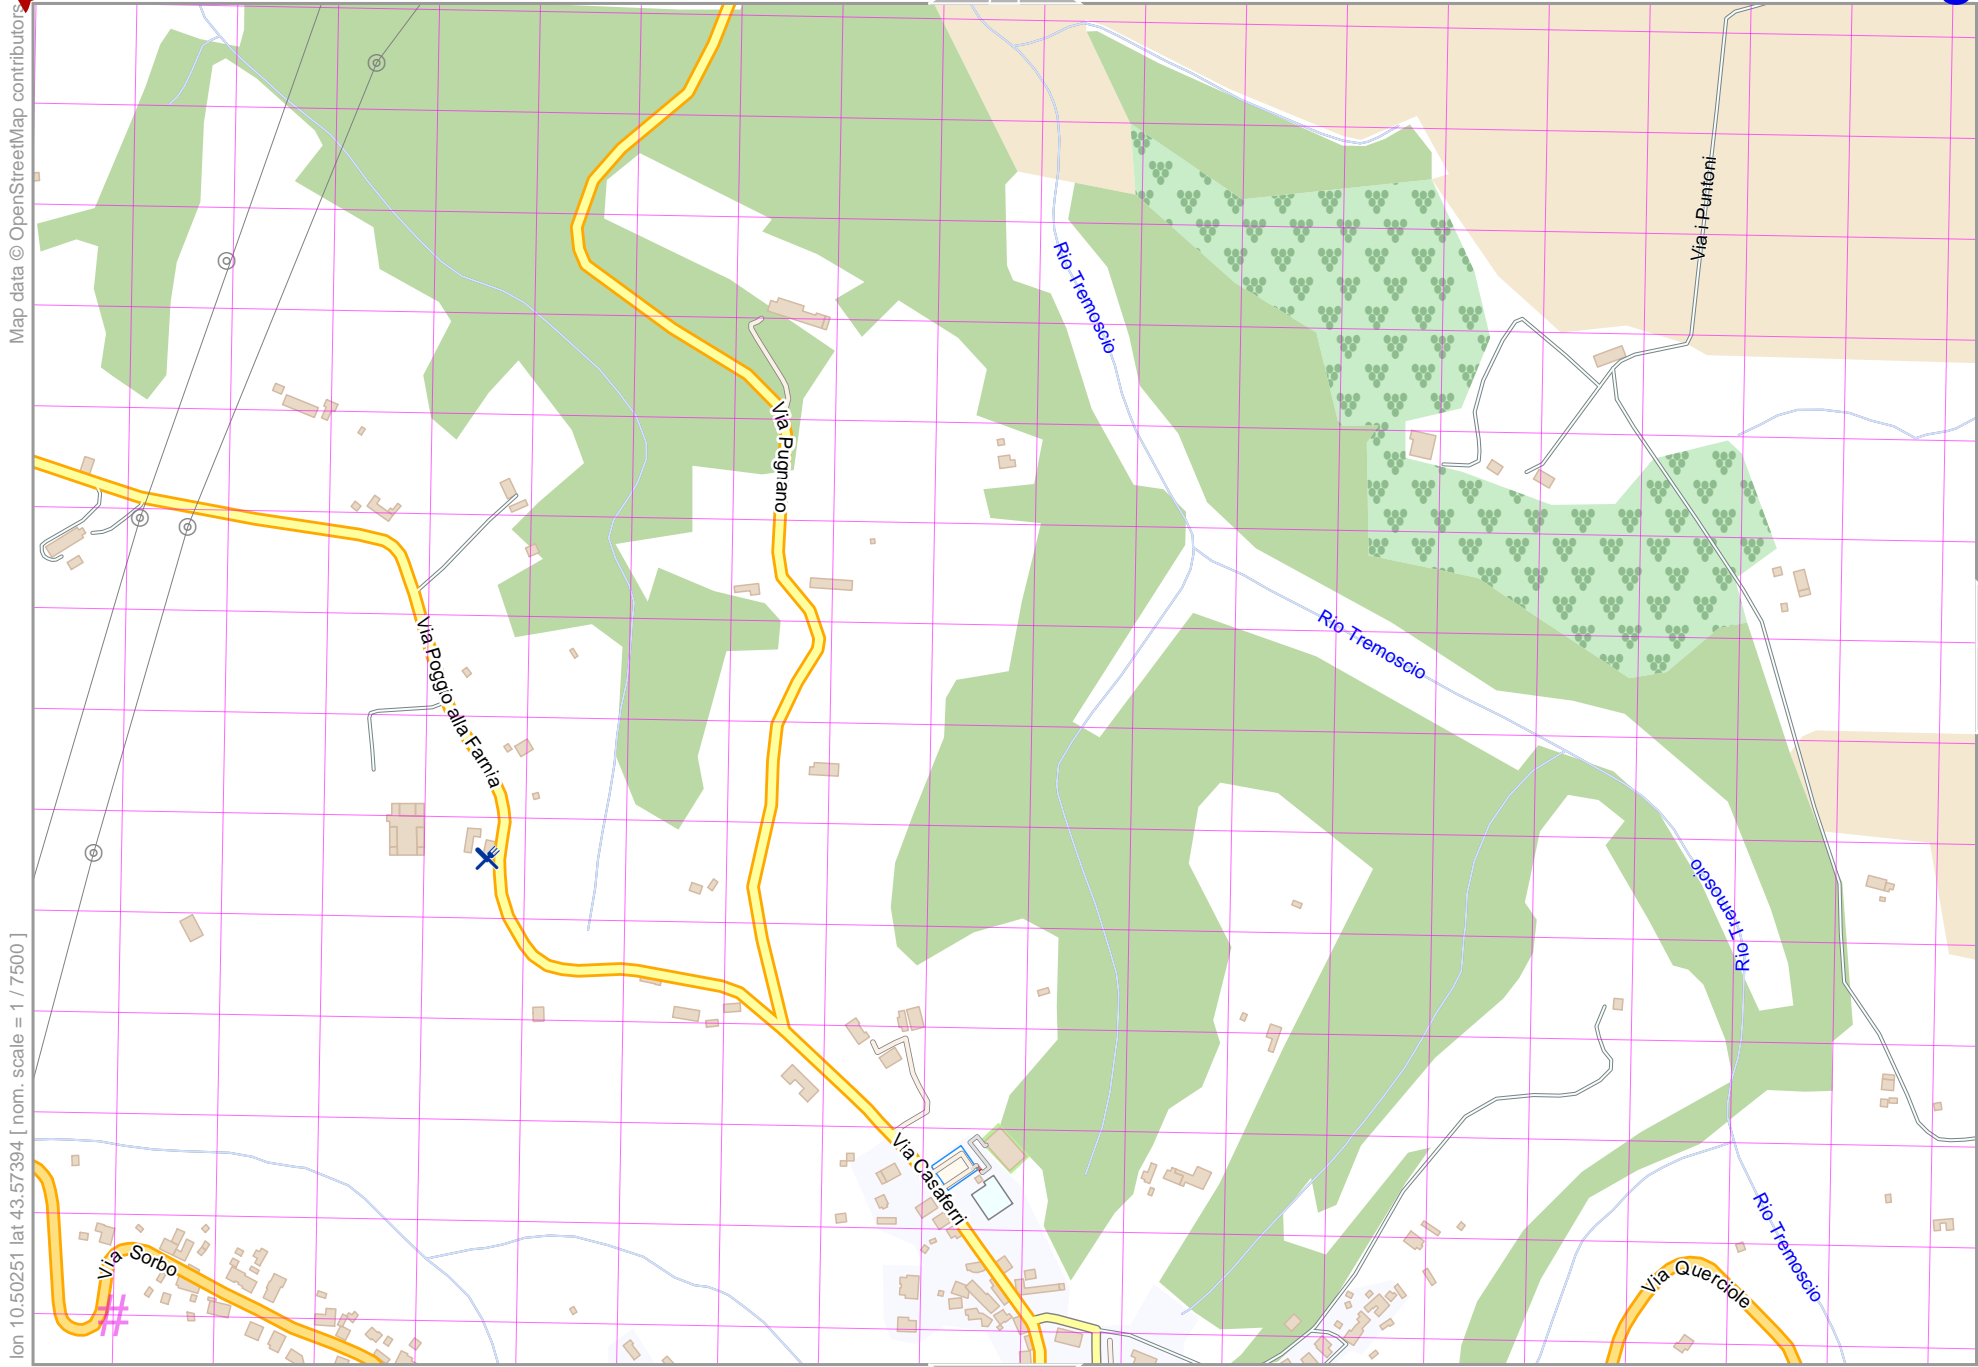 Map data © OpenStreetMap contributors
lon 10.50251 lat 43.57394 [ nom. scale = 1 / 7500 ]
Via i Puntoni
Rio Tremoscio
Via Pugnano
Rio Tremoscio
Via Poggio alla Farnia
Rio Tremoscio
Via Casaferri
Rio Tremoscio
Via Sorbo
Via Querciole
#